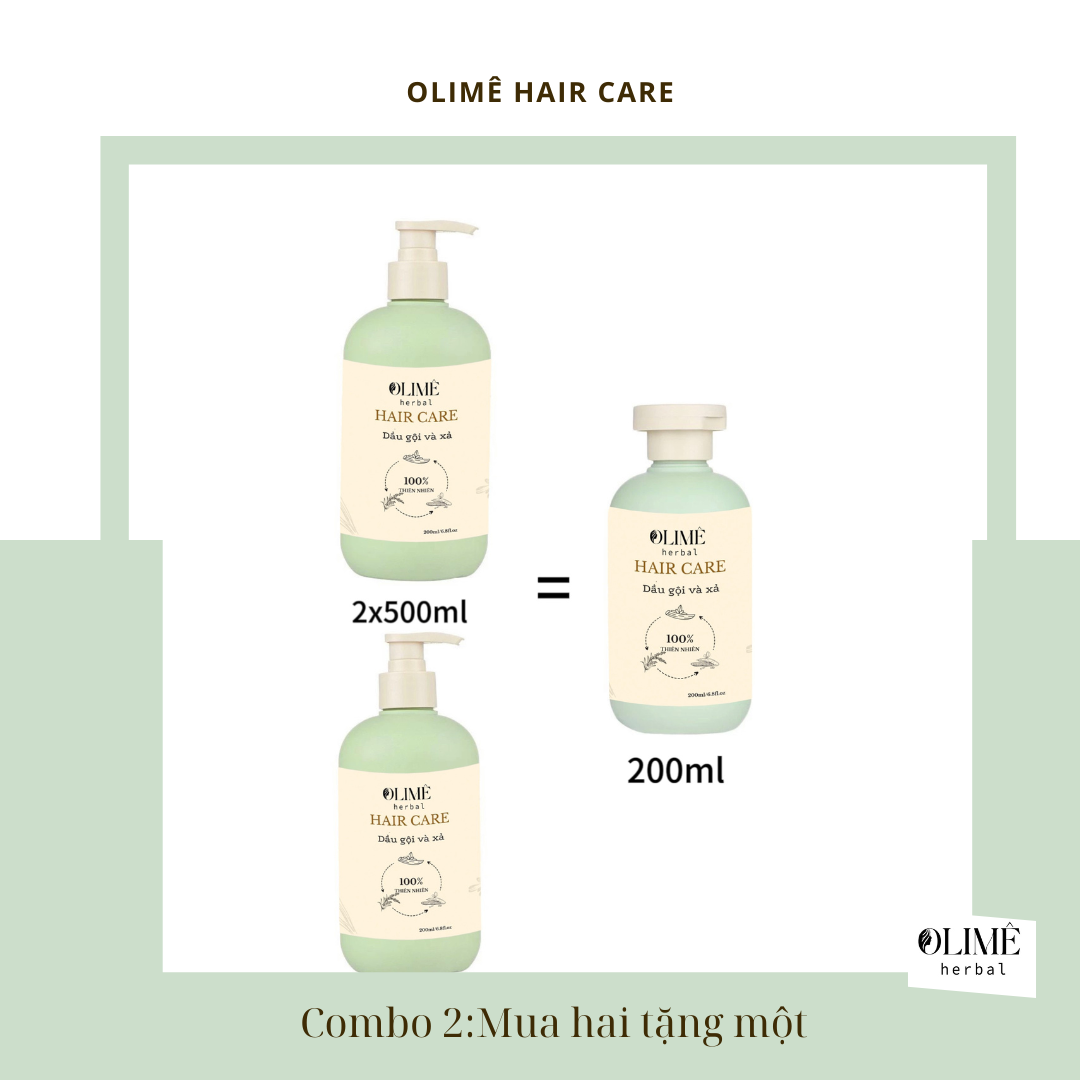 OLIMÊ HAIR CARE
OLIMÊ
herbal
HAIR CARE
Dầu gội và xả
100%
THIÊN NHIÊN
200ml/6.8fl.oz
2x500ml
OLIMÊ
herbal
HAIR CARE
Dầu gội và xả
100%
THIÊN NHIÊN
200ml/6.8fl.oz
=
OLIMÊ
herbal
HAIR CARE
Dầu gội và xả
100%
THIÊN NHIÊN
200ml/6.8fl.oz
200ml
OLIMÊ
herbal
Combo 2:Mua hai tặng một